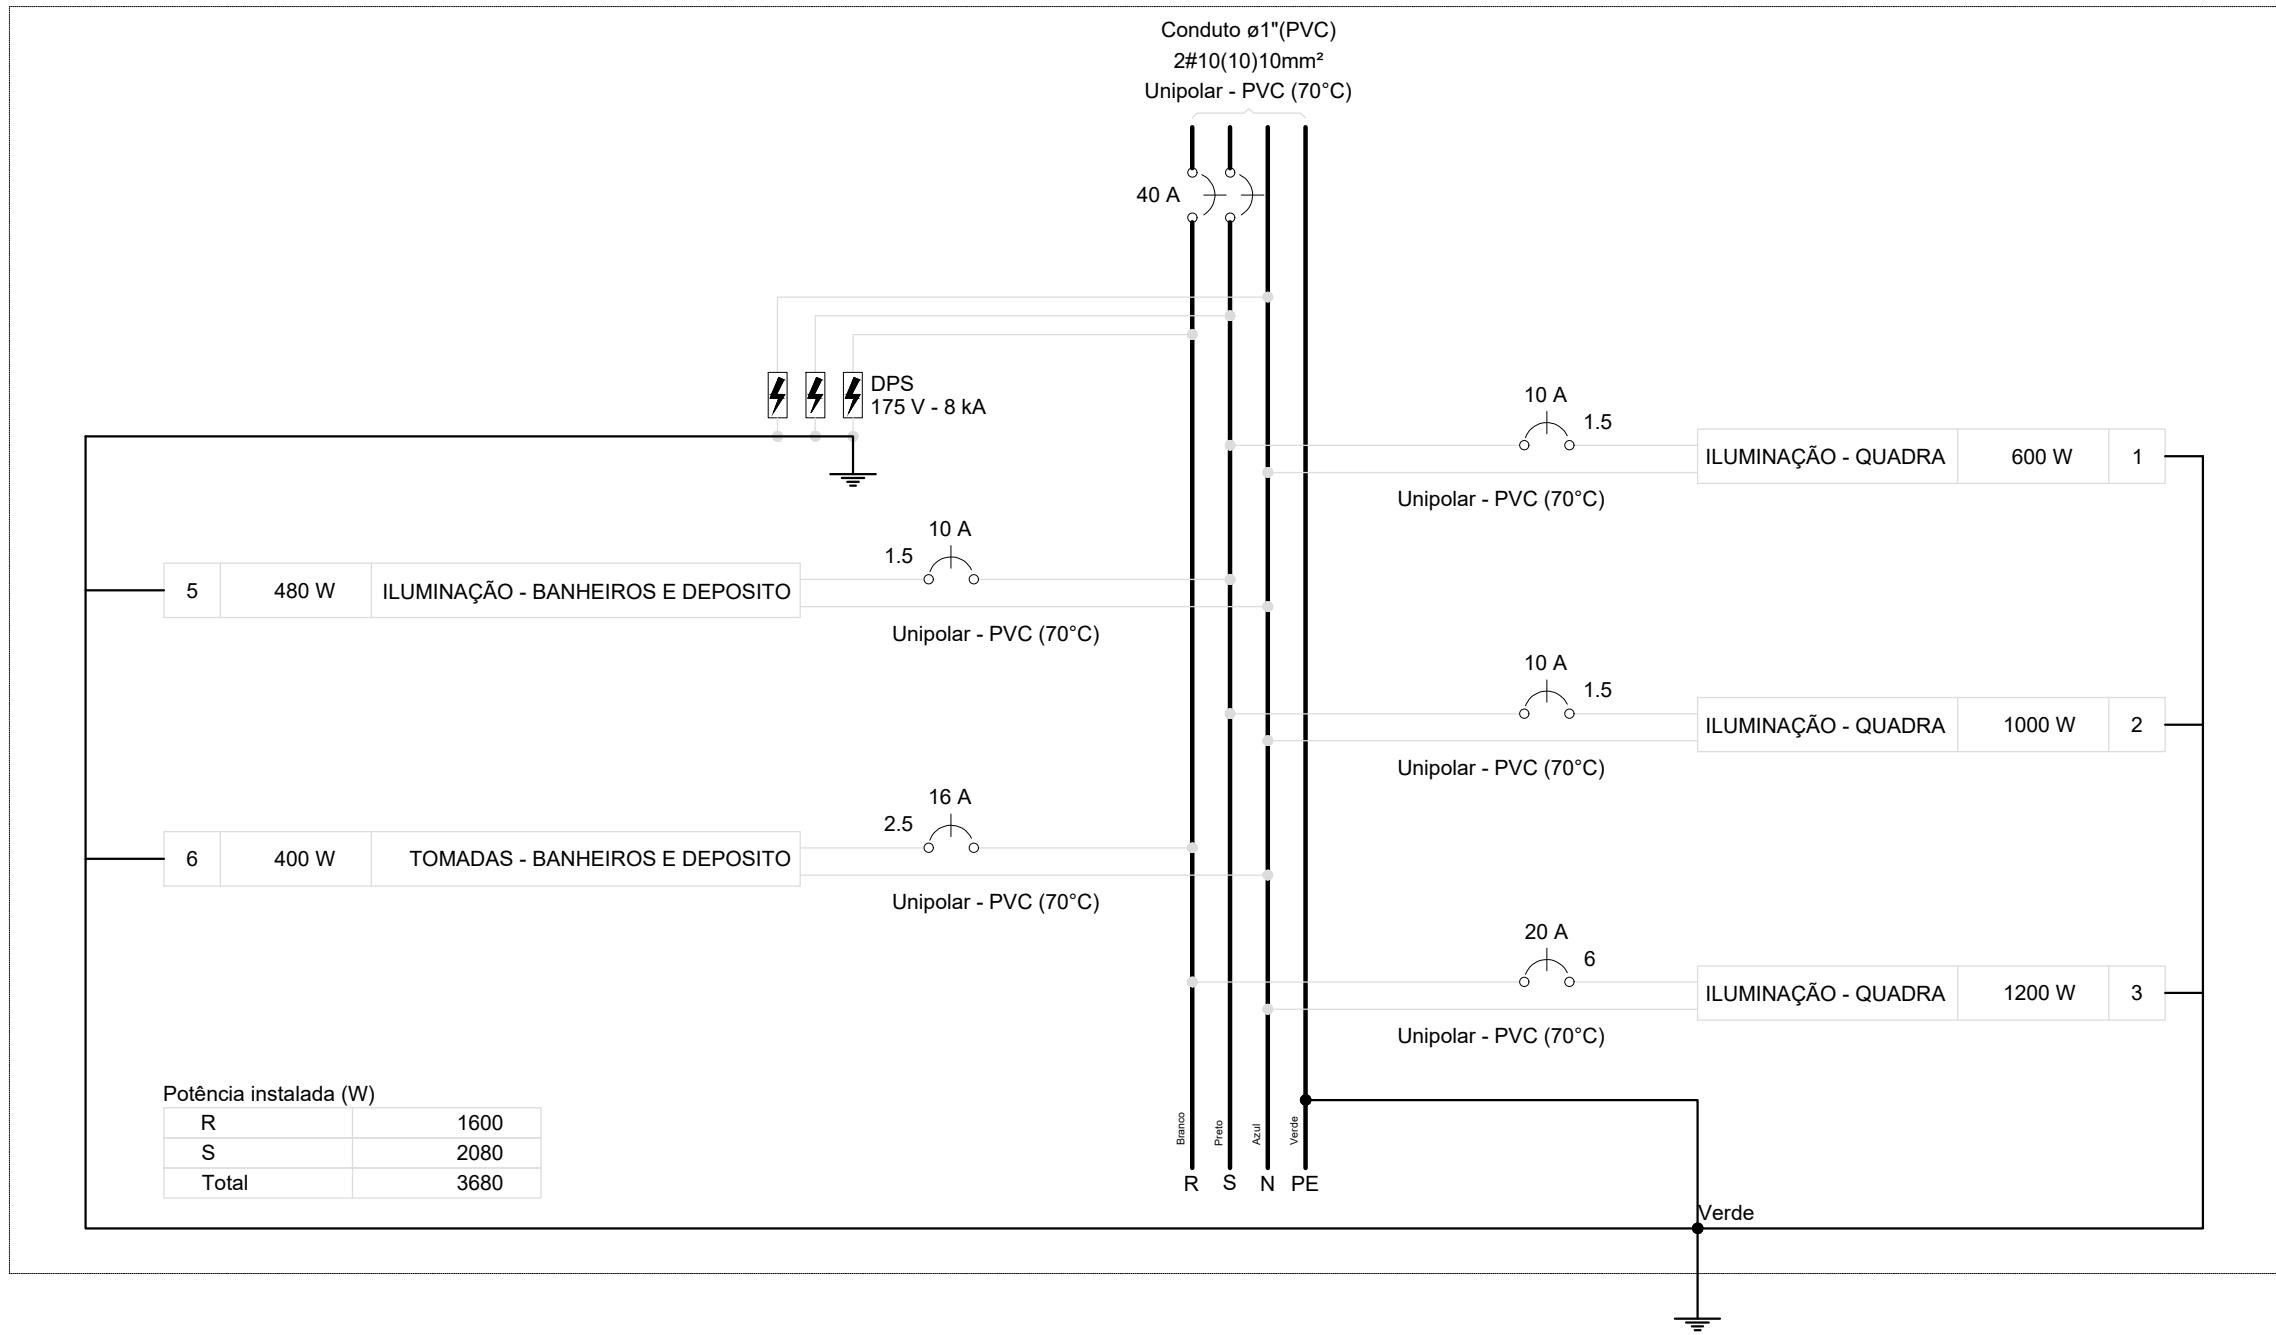 Conduto ø1"(PVC)
2#10(10)10mm²
Unipolar - PVC (70°C)
40 A
DPS
175 V - 8 kA
10 A
1.5
ILUMINAÇÃO - QUADRA 600 W 1
Unipolar - PVC (70°C)
10 A
1.5
5 480 W ILUMINAÇÃO - BANHEIROS E DEPOSITO
Unipolar - PVC (70°C)
10 A
1.5
ILUMINAÇÃO - QUADRA 1000 W 2
Unipolar - PVC (70°C)
16 A
2.5
6 400 W TOMADAS - BANHEIROS E DEPOSITO
Unipolar - PVC (70°C)
20 A
6
ILUMINAÇÃO - QUADRA 1200 W 3
Unipolar - PVC (70°C)
Potência instalada (W)
R 1600
S 2080
Total 3680
Branco Preto Azul Verde
R S N PE
Verde